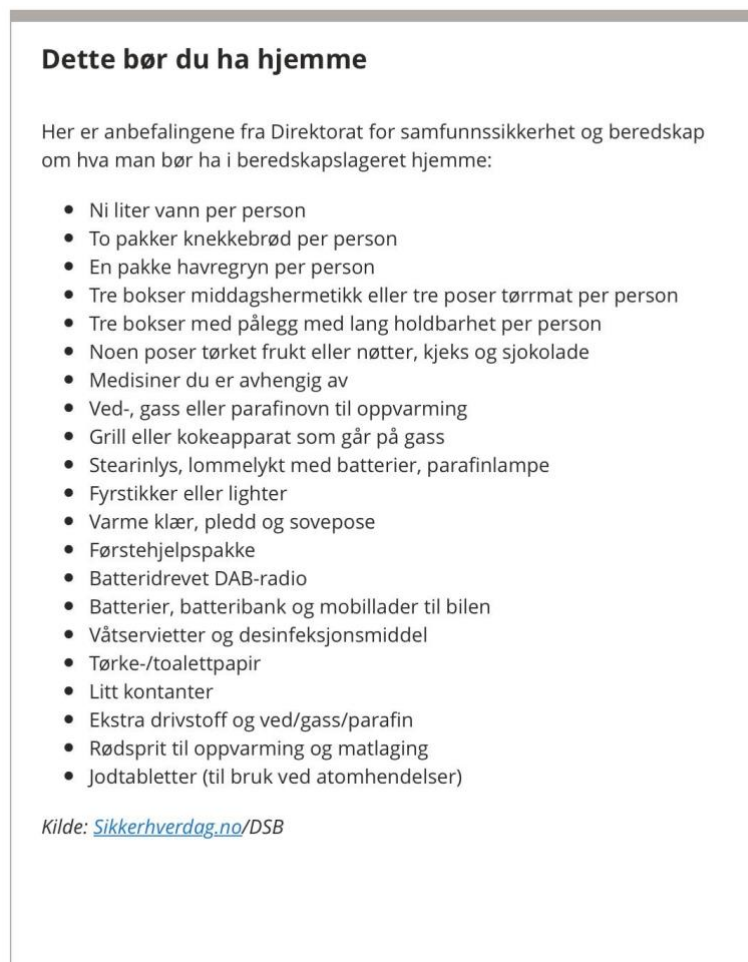 Dette bør du ha hjemme
Her er anbefalingene fra Direktorat for samfunnssikkerhet og beredskap
om hva man bør ha i beredskapslageret hjemme:
• Ni liter vann per person
• To pakker knekkebrød per person
• En pakke havregryn per person
• Tre bokser middagshermetikk eller tre poser tørrmat per person
• Tre bokser med pålegg med lang holdbarhet per person
• Noen poser tørket frukt eller nøtter, kjeks og sjokolade
• Medisiner du er avhengig av
• Ved-, gass eller parafinovn til oppvarming
• Grill eller kokeapparat som går på gass
• Stearinlys, lommelykt med batterier, parafinlampe
• Fyrstikker eller lighter
• Varme klær, pledd og sovepose
• Førstehjelpspakke
• Batteridrevet DAB-radio
• Batterier, batteribank og mobillader til bilen
• Våtservietter og desinfeksjonsmiddel
• Tørke-/toalettpapir
• Litt kontanter
• Ekstra drivstoff og ved/gass/parafin
• Rødsprit til oppvarming og matlaging
• Jodtabletter (til bruk ved atomhendelser)
Kilde: Sikkerhverdag.no/DSB